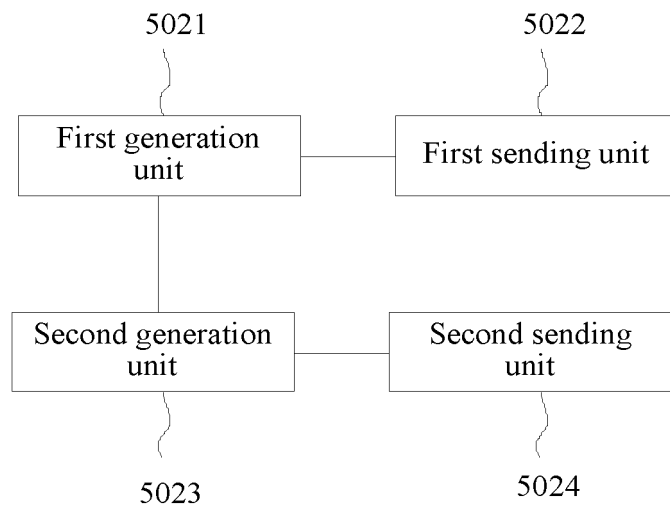 5021
5022
First generation
unit
First sending unit
Second generation
unit
Second sending
unit
5023
5024